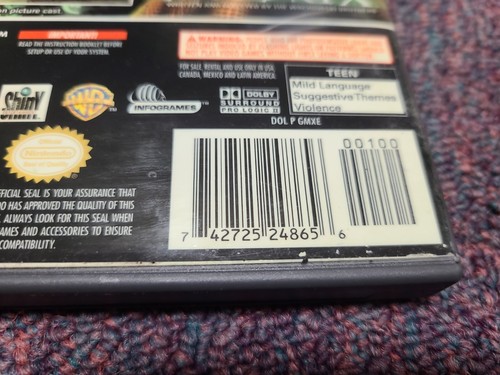 on picture cast
IMPORTANT!
READ THE INSTRUCTION BOOKLET BEFORE
SETUP OR USE OF YOUR SYSTEM.
FOR SALE, RENTAL AND USE ONLY IN USA,
CANADA, MEXICO AND LATIN AMERICA.
TEEN
Mild Language
Suggestive Themes
Violence
Shiny
WB
INFOGRAMES
DOLBY
SURROUND
PRO LOGIC II
DOL P GMXE
FFICIAL SEAL IS YOUR ASSURANCE THAT
DO HAS APPROVED THE QUALITY OF THIS
ALWAYS LOOK FOR THIS SEAL WHEN
AMES AND ACCESSORIES TO ENSURE
COMPATIBILITY.
00100
7 42725 24865 6